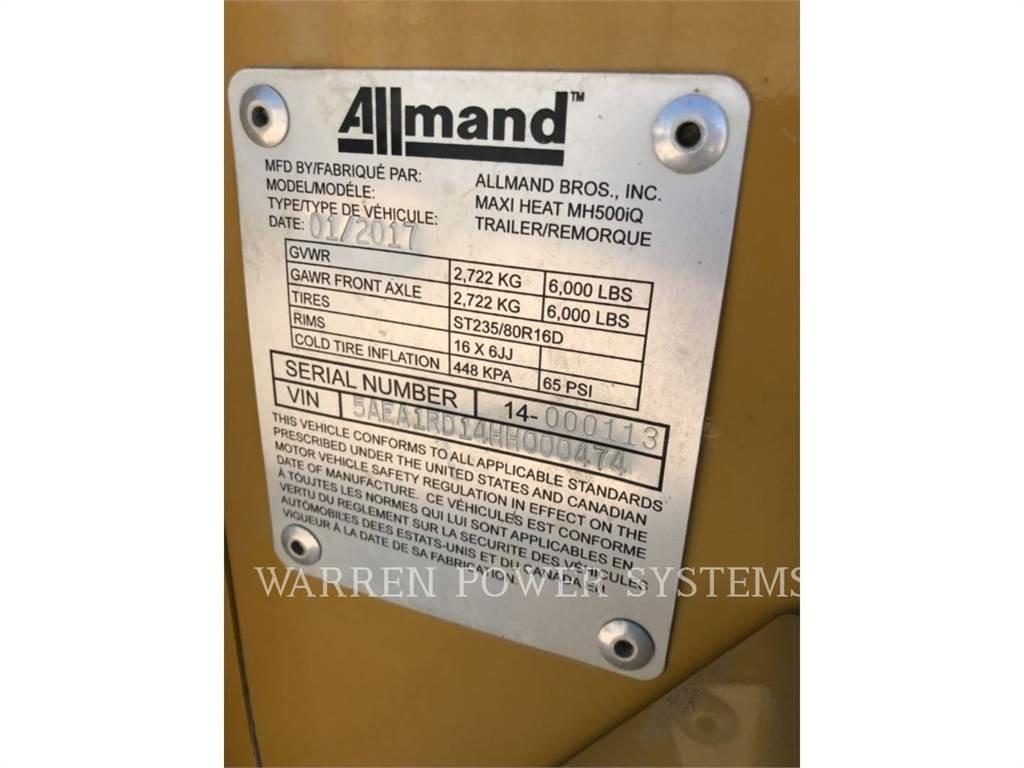 Allmand™
MFD BY/FABRIQUÉ PAR: ALLMAND BROS., INC.
MODEL/MODÉLE: MAXI HEAT MH500iQ
TYPE/TYPE DE VÉHICULE: TRAILER/REMORQUE
DATE: 01/2017
GVWR 2,722 KG 6,000 LBS
GAWR FRONT AXLE 2,722 KG 6,000 LBS
TIRES ST235/80R16D
RIMS 16 X 6JJ
COLD TIRE INFLATION 448 KPA 65 PSI
SERIAL NUMBER 14-000113
VIN 5AEA1RD14HH000474
THIS VEHICLE CONFORMS TO ALL APPLICABLE STANDARDS
PRESCRIBED UNDER THE UNITED STATES AND CANADIAN
MOTOR VEHICLE SAFETY REGULATION IN EFFECT ON THE
DATE OF MANUFACTURE. CE VÉHICULES EST CONFORME
À TOUJTES LES NORMES QUI LUI SONT APPLICABLES EN
VERTU DU REGLEMENT SUR LA SECURITE DES VÉHICULES
AUTOMOBILES DEES ESTATS-UNIS ET DU CANADA EN
VIGUEUR À LA DATE DE SA FABRICATION.
WARREN POWER SYSTEMS